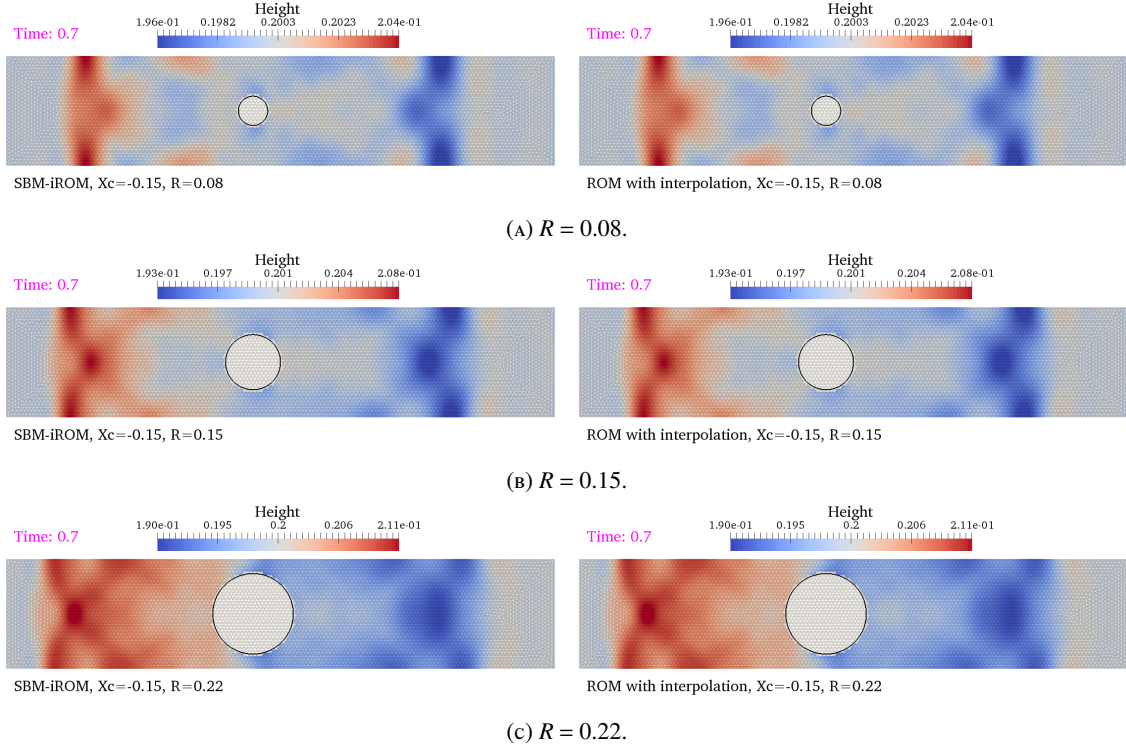 Height Height
Time: 0.7 1.96e-01 0.1982 0.2003 0.2023 2.04e-01 Time: 0.7 1.96e-01 0.1982 0.2003 0.2023 2.04e-01
SBM-iROM, Xc=-0.15, R=0.08 ROM with interpolation, Xc=-0.15, R=0.08
(A) R = 0.08.
Height Height
Time: 0.7 1.93e-01 0.197 0.201 0.204 2.08e-01 Time: 0.7 1.93e-01 0.197 0.201 0.204 2.08e-01
SBM-iROM, Xc=-0.15, R=0.15 ROM with interpolation, Xc=-0.15, R=0.15
(B) R = 0.15.
Height Height
Time: 0.7 1.90e-01 0.195 0.2 0.206 2.11e-01 Time: 0.7 1.90e-01 0.195 0.2 0.206 2.11e-01
SBM-iROM, Xc=-0.15, R=0.22 ROM with interpolation, Xc=-0.15, R=0.22
(C) R = 0.22.